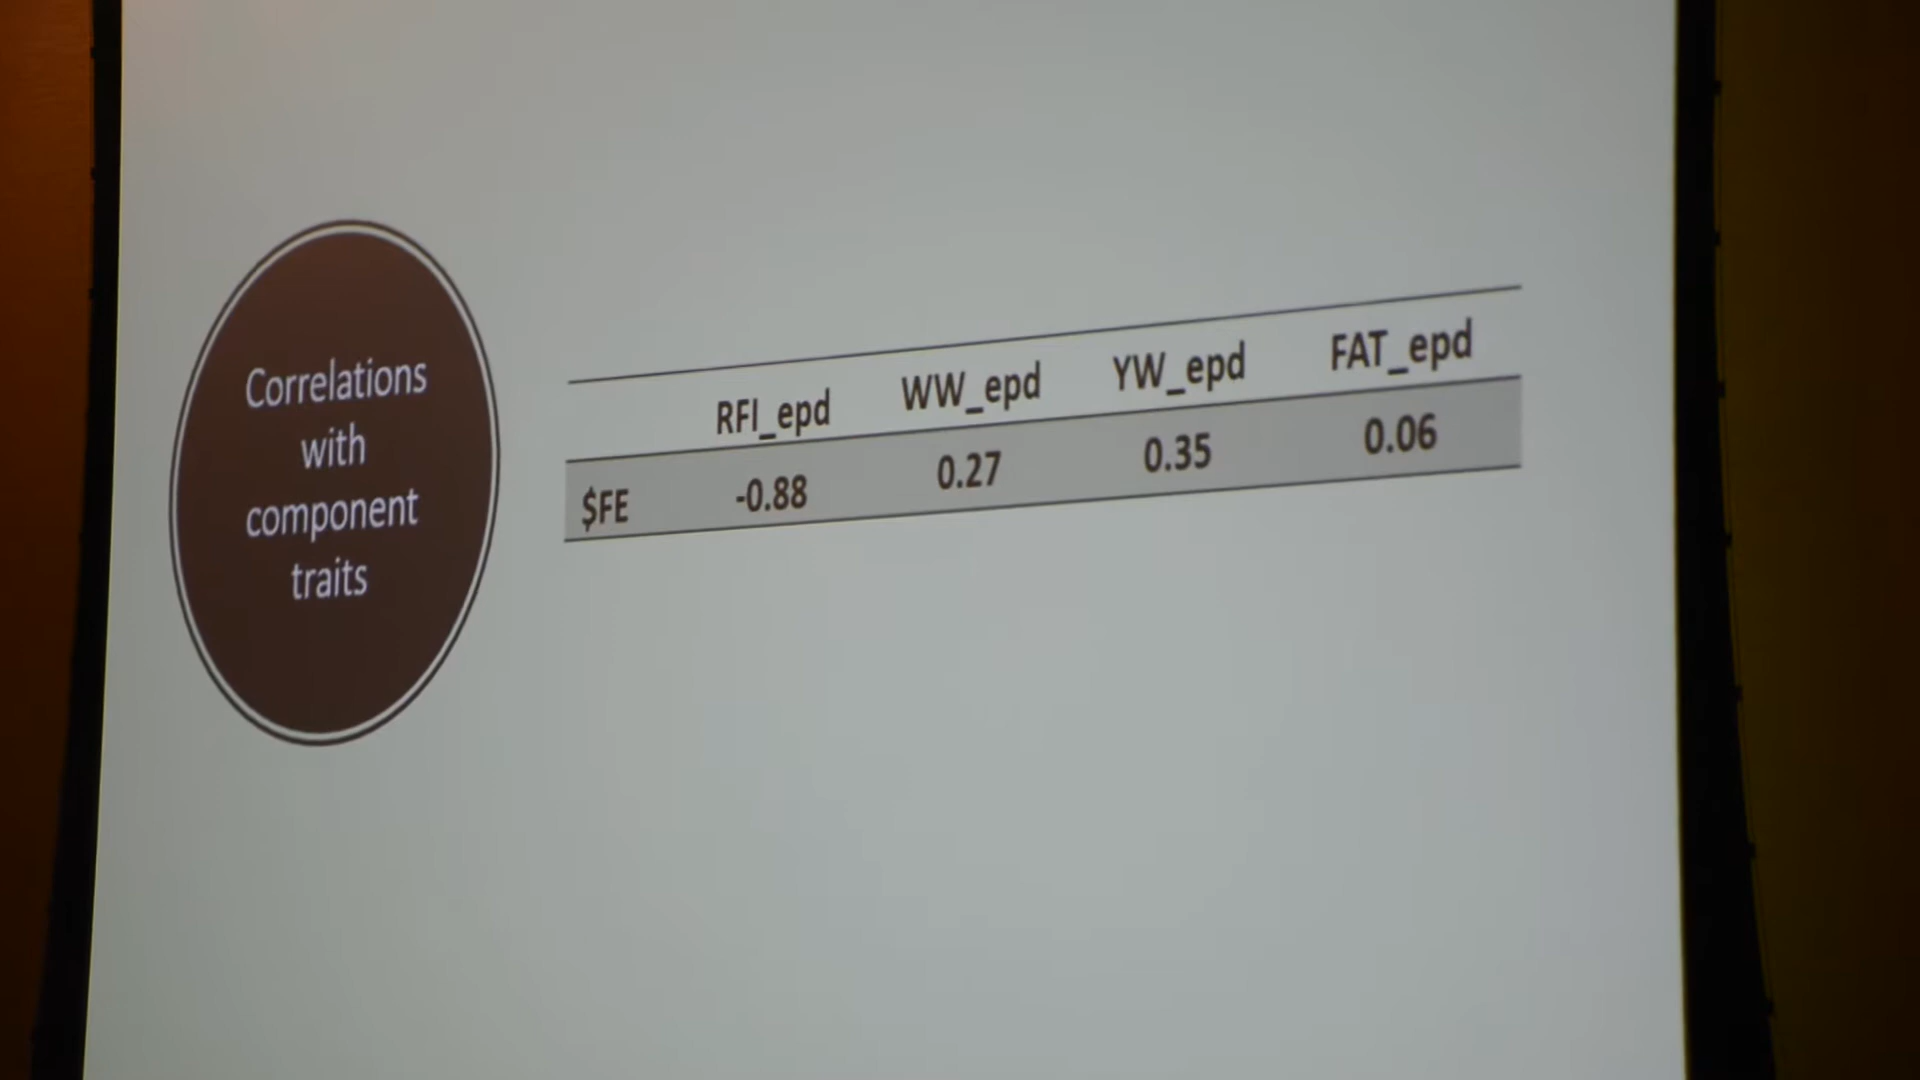 Correlations
with
component
traits
RFI_epd WW_epd YW_epd FAT_epd
$FE -0.88 0.27 0.35 0.06